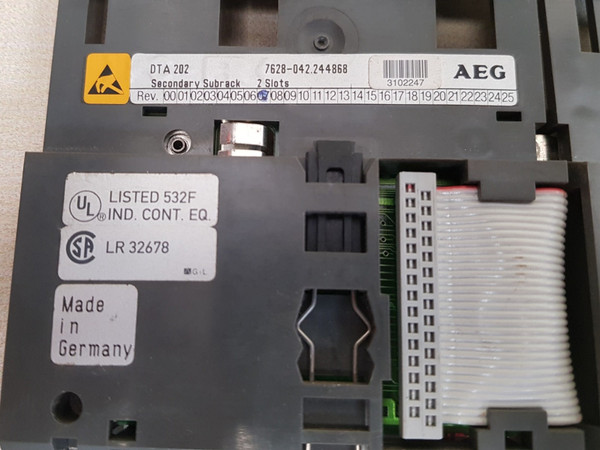 DTA 202 7628-042.244868
Secondary Subrack 2 Slots
3102247
AEG
Rev. 00 01 02 03 04 05 06 08 09 10 11 12 13 14 15 16 17 18 19 20 21 22 23 24 25
UL ® LISTED 532F
IND. CONT. EQ.
SA LR 32678
G-L
Made
in
Germany